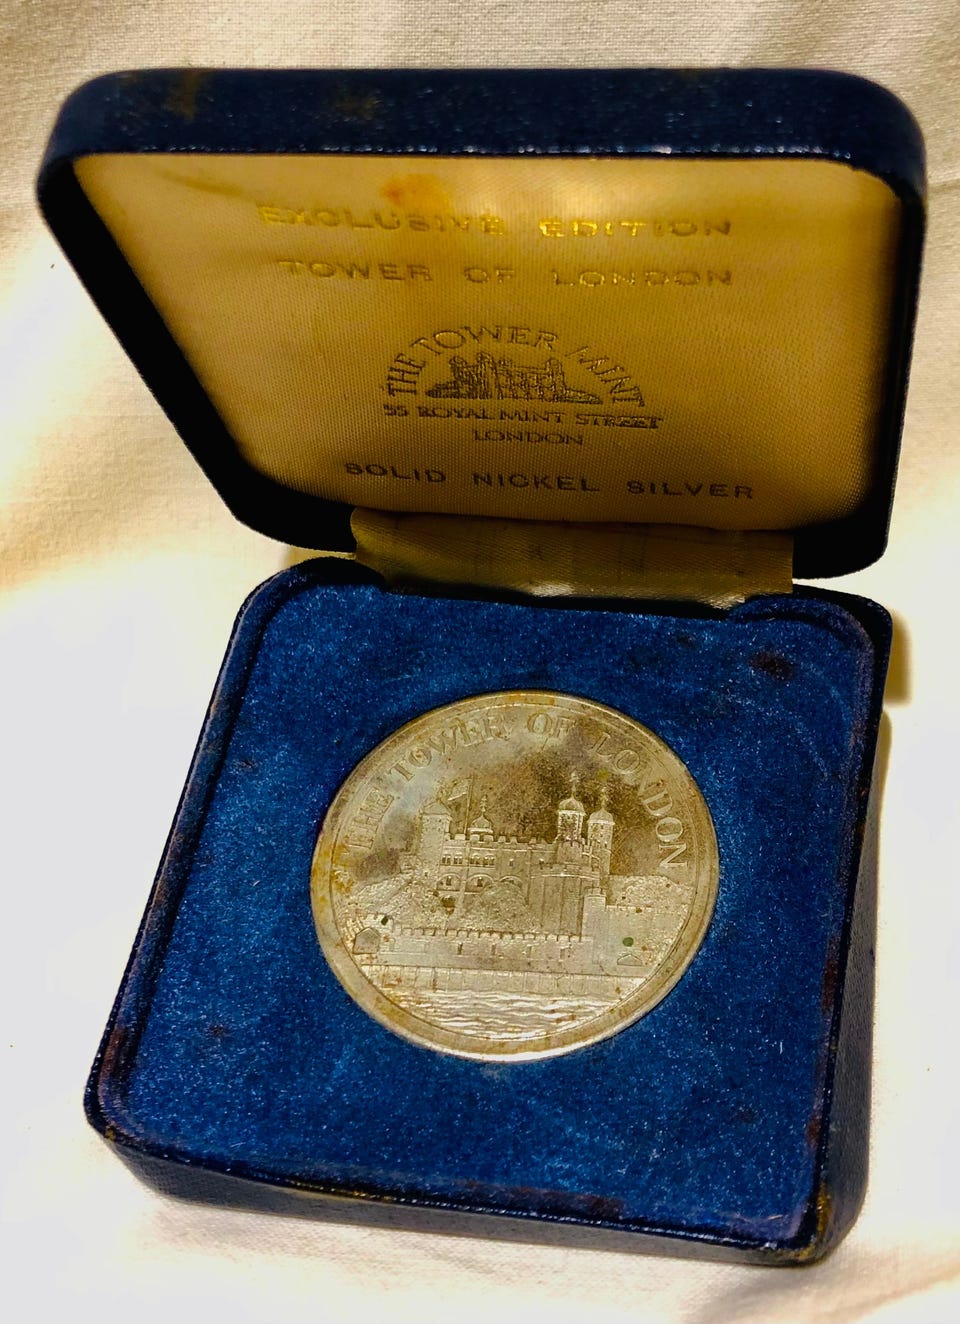 EXCLUSIVE EDITION
TOWER OF LONDON
THE TOWER MINT
55 ROYAL MINT STREET
LONDON
SOLID NICKEL SILVER
THE TOWER OF LONDON